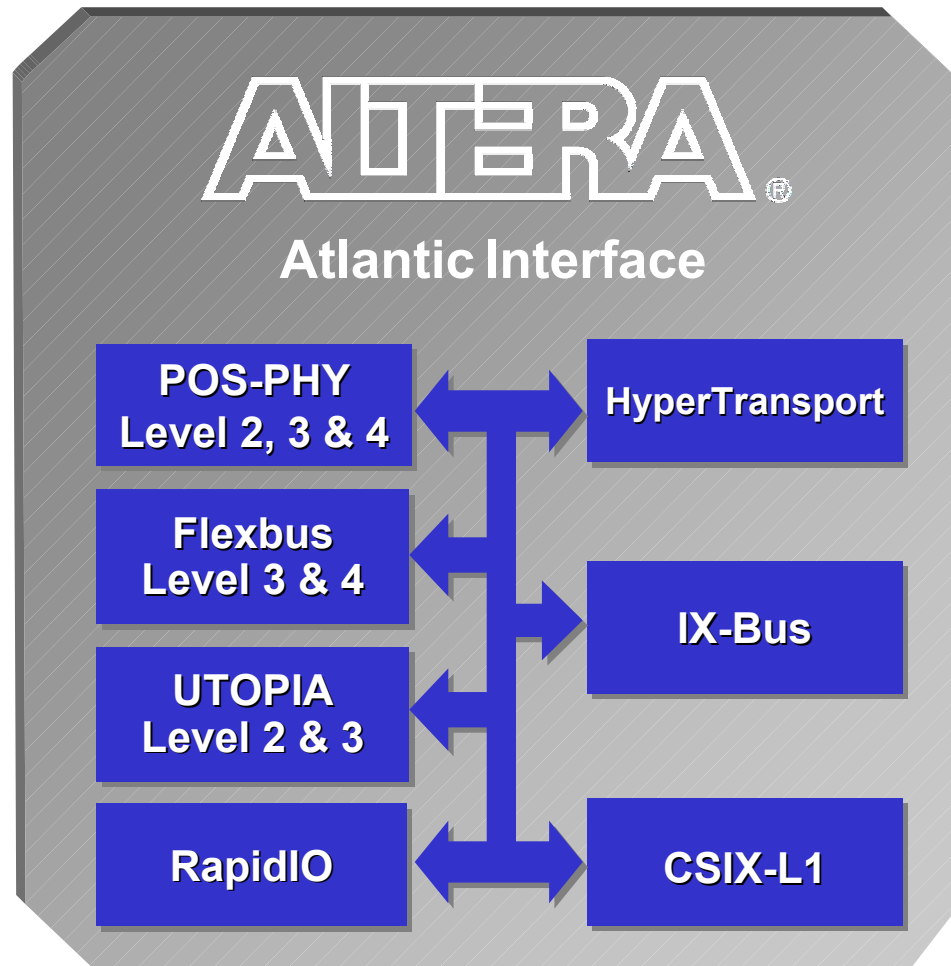 ALTERA®
Atlantic Interface
POS-PHY
Level 2, 3 & 4
HyperTransport
Flexbus
Level 3 & 4
IX-Bus
UTOPIA
Level 2 & 3
RapidIO
CSIX-L1